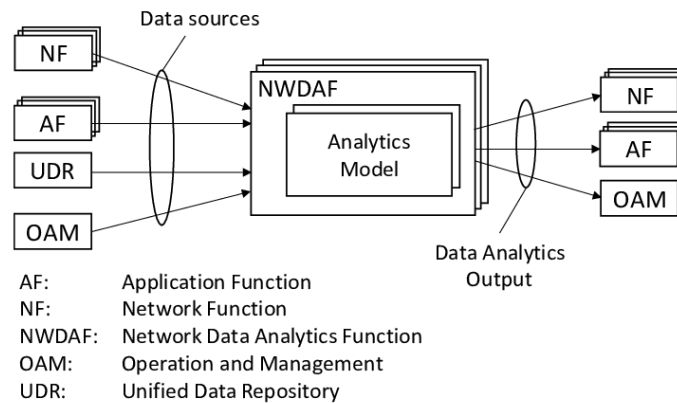 Data sources
NF
AF
UDR
OAM
NWDAF
Analytics
Model
NF
AF
OAM
Data Analytics
Output
AF: Application Function
NF: Network Function
NWDAF: Network Data Analytics Function
OAM: Operation and Management
UDR: Unified Data Repository